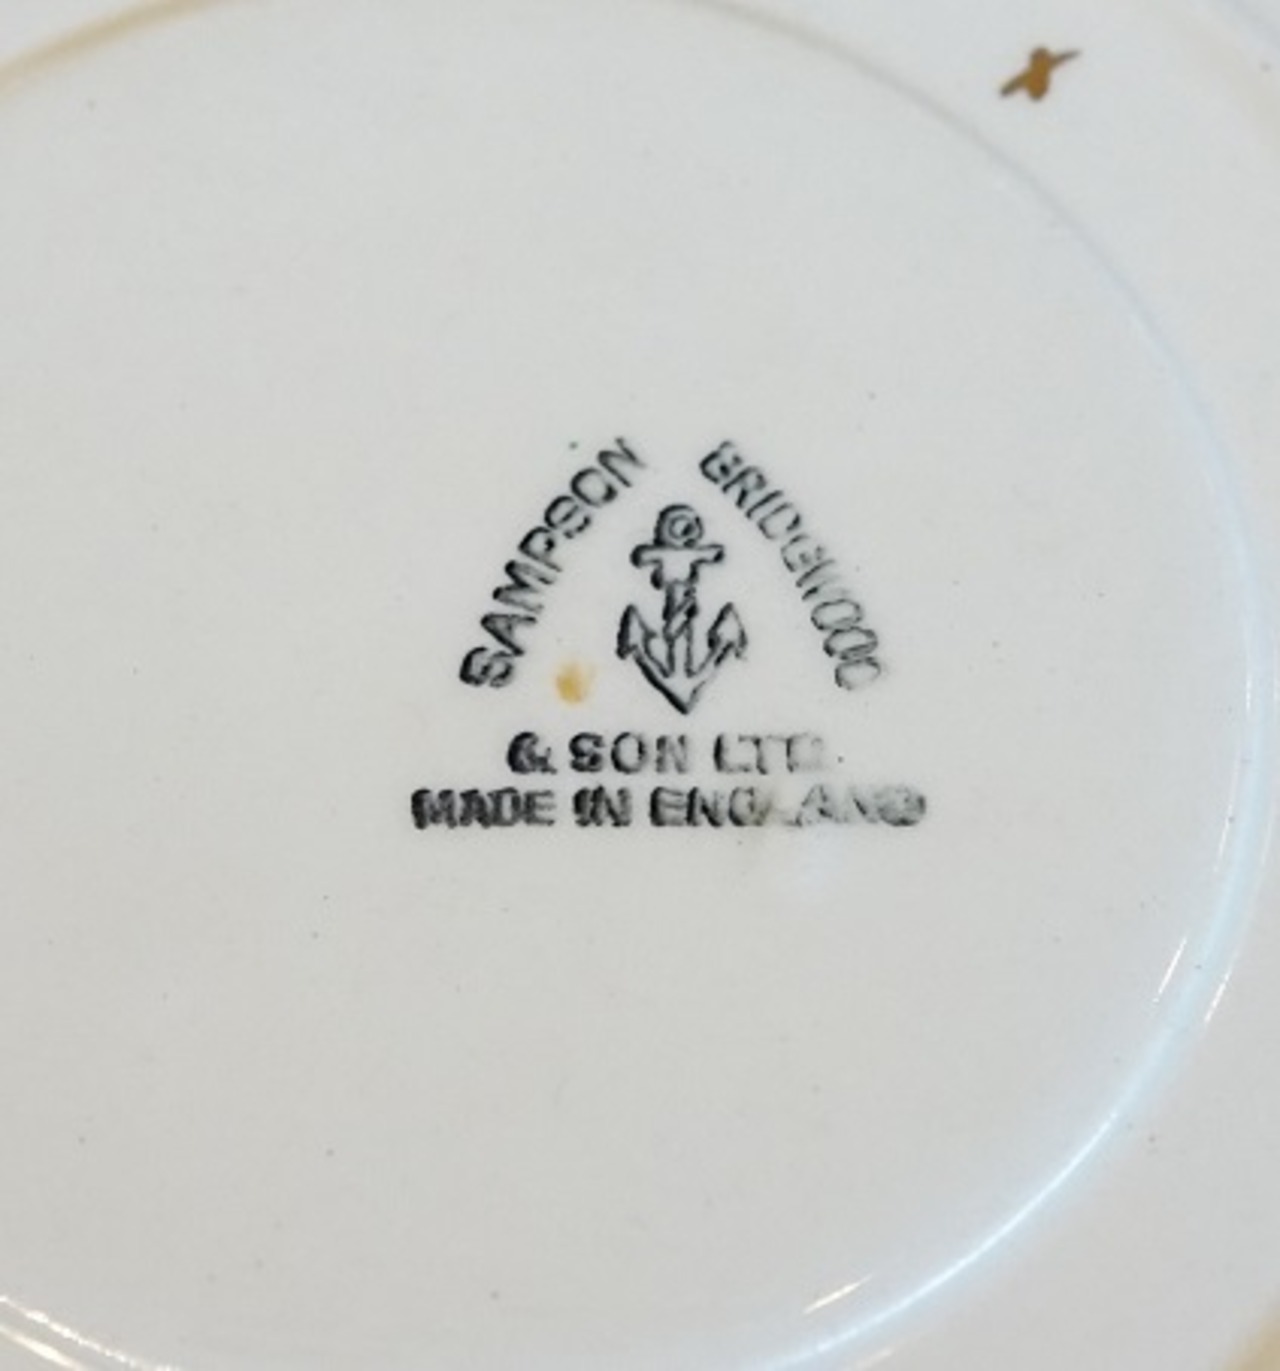 SAMPSON BRIDGWOOD
& SON LTD.
MADE IN ENGLAND